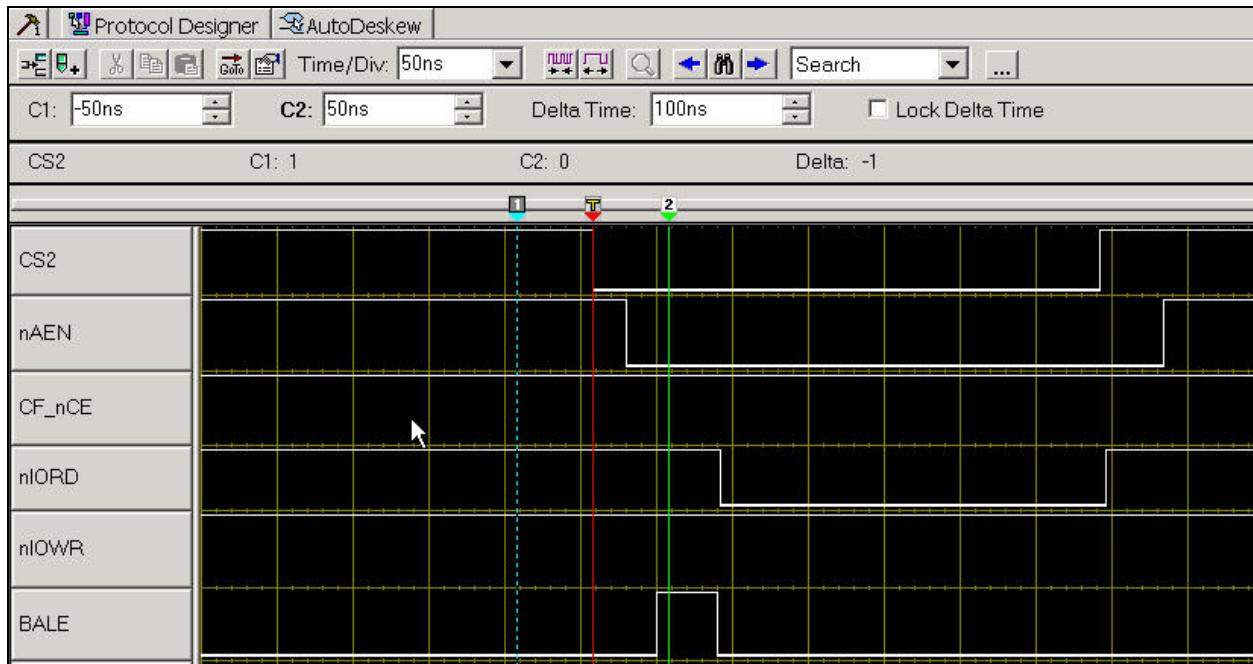 Protocol Designer AutoDeskew
GoTo Time/Div: 50ns Search ...
C1: -50ns C2: 50ns Delta Time: 100ns Lock Delta Time
CS2 C1: 1 C2: 0 Delta: -1
1 T 2
CS2
nAEN
CF_nCE
nIORD
nIOWR
BALE